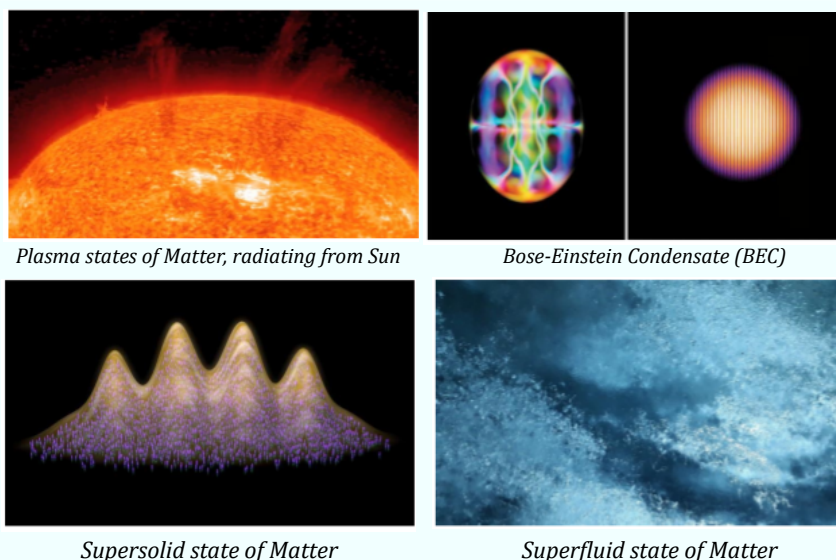 Plasma states of Matter, radiating from Sun
Bose-Einstein Condensate (BEC)
Supersolid state of Matter
Superfluid state of Matter